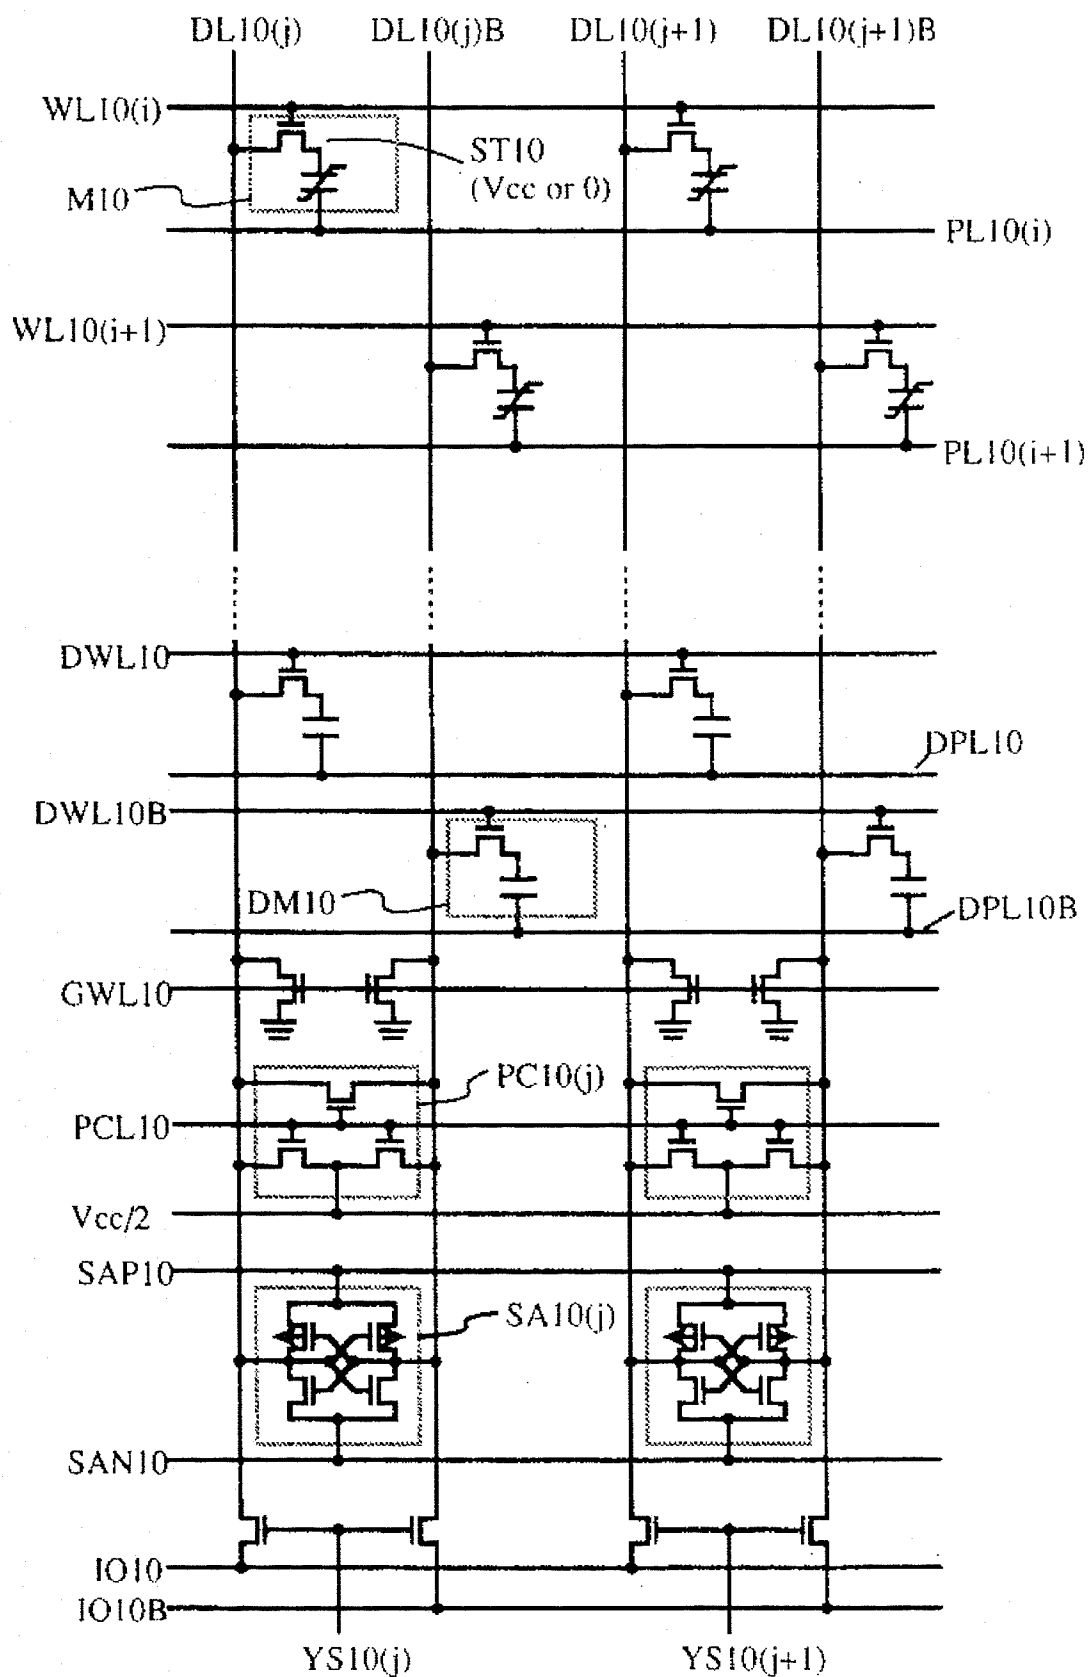 DL10(j) DL10(j)B DL10(j+1) DL10(j+1)B
WL10(i)
ST10
(Vcc or 0)
M10
PL10(i)
WL10(i+1)
PL10(i+1)
DWL10
DPL10
DWL10B
DM10
DPL10B
GWL10
PC10(j)
PCL10
Vcc/2
SAP10
SA10(j)
SAN10
IO10
IO10B
YS10(j) YS10(j+1)